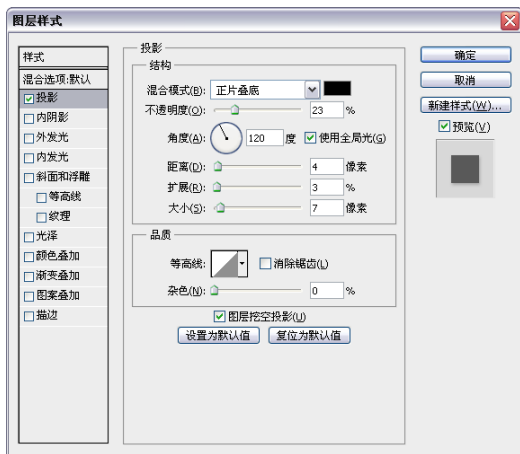 图层样式
样式
混合选项:默认
投影
内阴影
外发光
内发光
斜面和浮雕
等高线
纹理
光泽
颜色叠加
渐变叠加
图案叠加
描边
投影
结构
混合模式(B): 正片叠底
不透明度(O): 23 %
角度(A): 120 度 使用全局光(G)
距离(D): 4 像素
扩展(R): 3 %
大小(S): 7 像素
品质
等高线: 消除锯齿(L)
杂色(N): 0 %
图层挖空投影(U)
设置为默认值 复位为默认值
确定
取消
新建样式(W)...
预览(V)